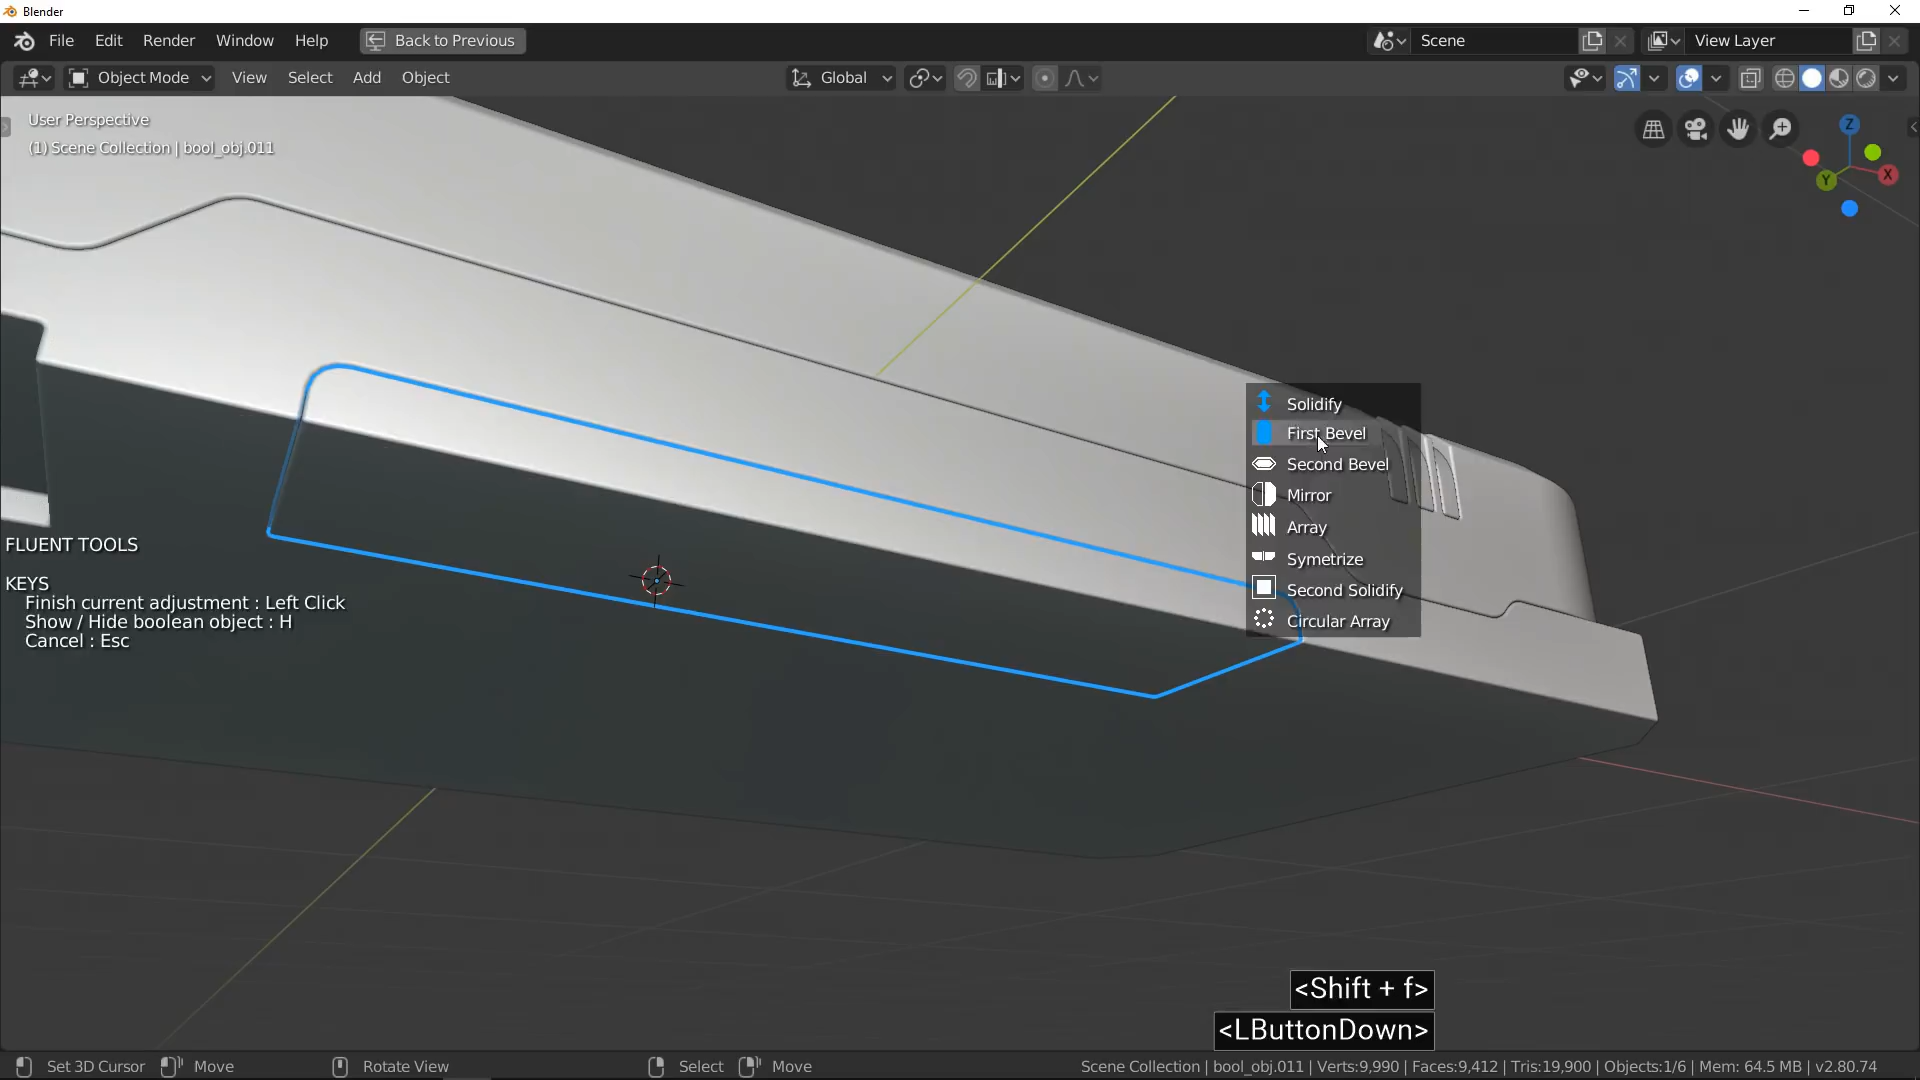 Blender
File Edit Render Window Help Back to Previous Scene View Layer
Object Mode View Select Add Object Global
User Perspective
(1) Scene Collection | bool_obj.011
Z
X
Y
Solidify
First Bevel
Second Bevel
Mirror
Array
Symetrize
Second Solidify
Circular Array
FLUENT TOOLS
KEYS
Finish current adjustment : Left Click
Show / Hide boolean object : H
Cancel : Esc
<Shift + f>
<LButtonDown>
Set 3D Cursor Move Rotate View Select Move Scene Collection | bool_obj.011 | Verts:9,990 | Faces:9,412 | Tris:19,900 | Objects:1/6 | Mem: 64.5 MB | v2.80.74